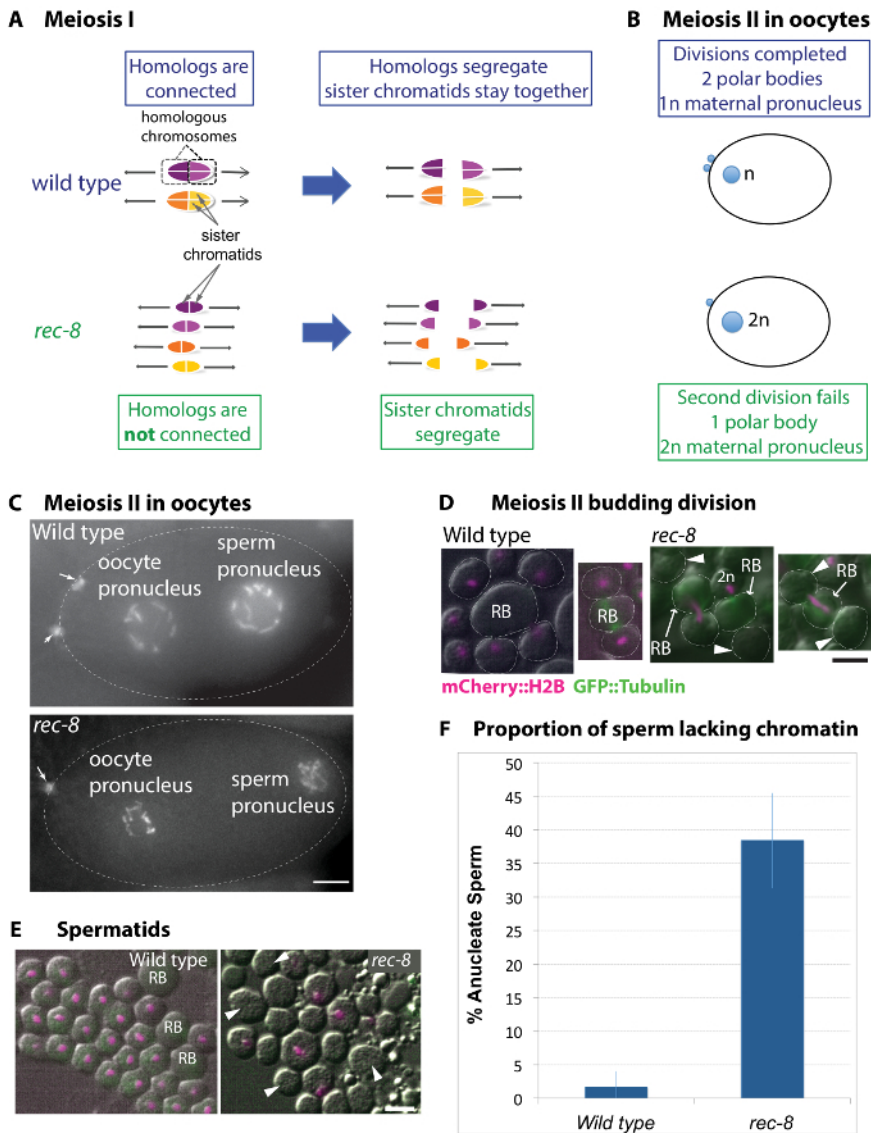 A Meiosis I
Homologs are
connected
Homologs segregate
sister chromatids stay together
homologous
chromosomes
wild type
sister
chromatids
rec-8
Homologs are
not connected
Sister chromatids
segregate
B Meiosis II in oocytes
Divisions completed
2 polar bodies
1n maternal pronucleus
n
2n
Second division fails
1 polar body
2n maternal pronucleus
C Meiosis II in oocytes
Wild type
oocyte
pronucleus
sperm
pronucleus
rec-8
oocyte
pronucleus
sperm
pronucleus
D Meiosis II budding division
Wild type
rec-8
RB
RB
2n
RB
RB
RB
mCherry::H2B GFP::Tubulin
E Spermatids
Wild type
RB
RB
RB
rec-8
F Proportion of sperm lacking chromatin
% Anucleate Sperm
50
45
40
35
30
25
20
15
10
5
0
Wild type
rec-8